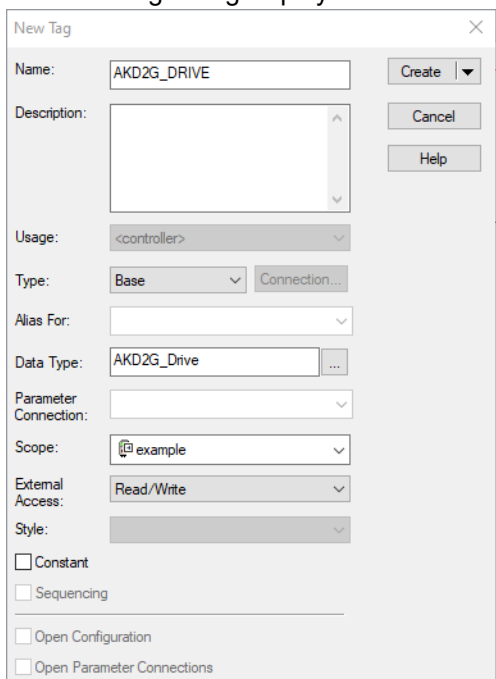 New Tag
Name: AKD2G_DRIVE Create
Description: Cancel
Help
Usage: <controller>
Type: Base Connection...
Alias For:
Data Type: AKD2G_Drive ...
Parameter
Connection:
Scope: example
External
Access: Read/Write
Style:
Constant
Sequencing
Open Configuration
Open Parameter Connections